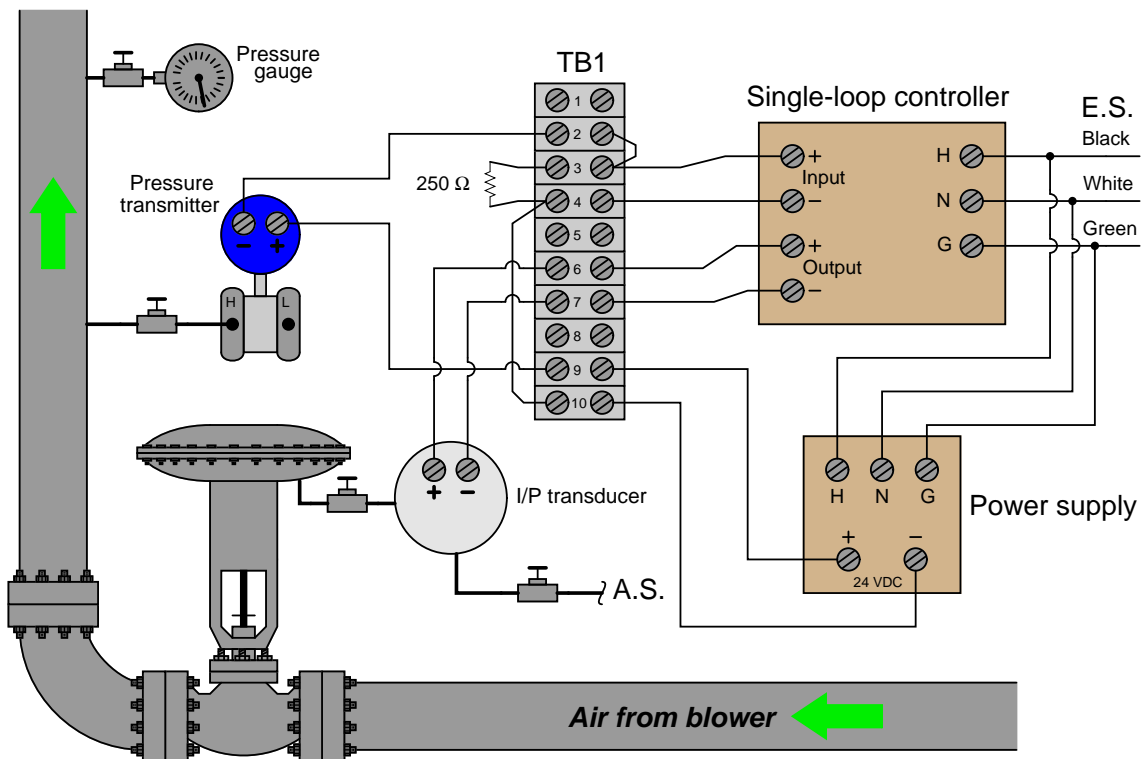 Pressure
gauge
TB1
Single-loop controller
E.S.
Black
White
Green
1
2
3
4
5
6
7
8
9
10
250 Ω
Pressure
transmitter
− +
H L
+
Input
−
+
Output
−
H
N
G
+ −
I/P transducer
A.S.
H N G
Power supply
+ −
24 VDC
Air from blower